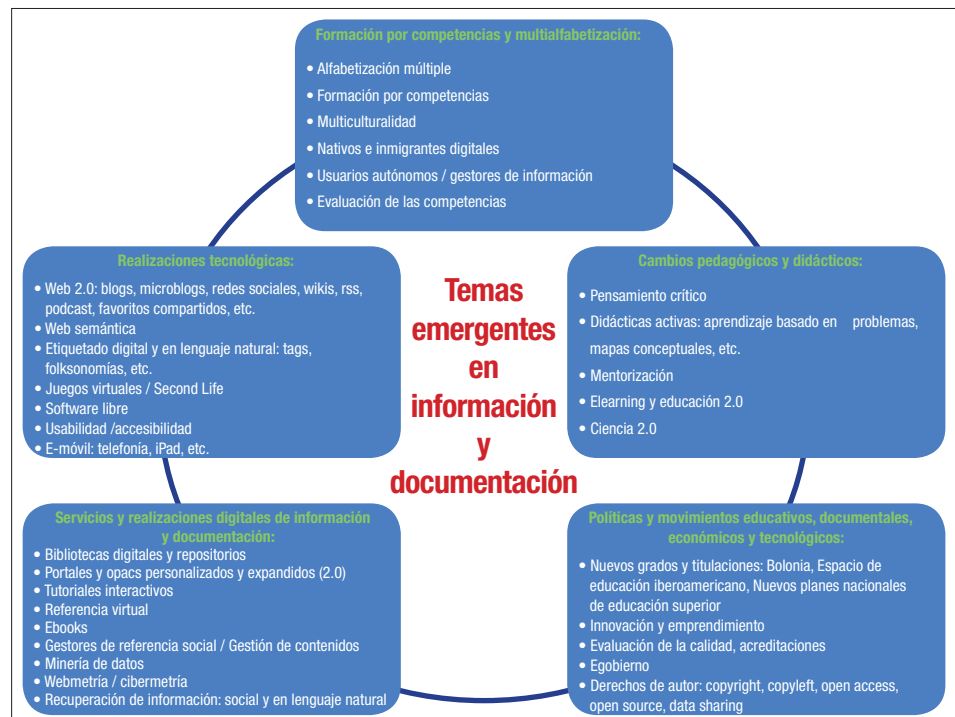 Formación por competencias y multialfabetización:
• Alfabetización múltiple
• Formación por competencias
• Multiculturalidad
• Nativos e inmigrantes digitales
• Usuarios autónomos / gestores de información
• Evaluación de las competencias
Realizaciones tecnológicas:
• Web 2.0: blogs, microblogs, redes sociales, wikis, rss,
podcast, favoritos compartidos, etc.
• Web semántica
• Etiquetado digital y en lenguaje natural: tags,
folksonomías, etc.
• Juegos virtuales / Second Life
• Software libre
• Usabilidad /accesibilidad
• E-móvil: telefonía, iPad, etc.
Temas
emergentes
en
información
y
documentación
Cambios pedagógicos y didácticos:
• Pensamiento crítico
• Didácticas activas: aprendizaje basado en problemas,
mapas conceptuales, etc.
• Mentorización
• Elearning y educación 2.0
• Ciencia 2.0
Servicios y realizaciones digitales de información
y documentación:
• Bibliotecas digitales y repositorios
• Portales y opacs personalizados y expandidos (2.0)
• Tutoriales interactivos
• Referencia virtual
• Ebooks
• Gestores de referencia social / Gestión de contenidos
• Minería de datos
• Webmetría / cibermetría
• Recuperación de información: social y en lenguaje natural
Políticas y movimientos educativos, documentales,
económicos y tecnológicos:
• Nuevos grados y titulaciones: Bolonia, Espacio de
educación iberoamericano, Nuevos planes nacionales
de educación superior
• Innovación y emprendimiento
• Evaluación de la calidad, acreditaciones
• Egobierno
• Derechos de autor: copyright, copyleft, open access,
open source, data sharing